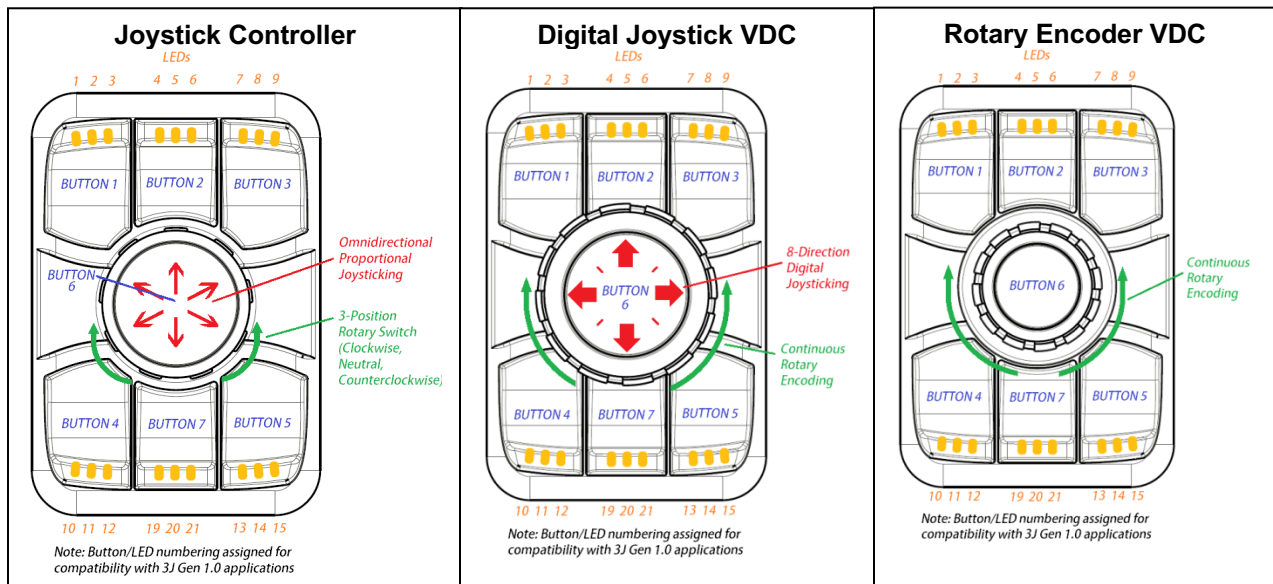 Joystick Controller
LEDs
1 2 3 4 5 6 7 8 9
BUTTON 1 BUTTON 2 BUTTON 3
Omnidirectional
Proportional
Joysticking
BUTTON
6
3-Position
Rotary Switch
(Clockwise,
Neutral,
Counterclockwise)
BUTTON 4 BUTTON 7 BUTTON 5
10 11 12 19 20 21 13 14 15
Note: Button/LED numbering assigned for
compatibility with 3J Gen 1.0 applications
Digital Joystick VDC
LEDs
1 2 3 4 5 6 7 8 9
BUTTON 1 BUTTON 2 BUTTON 3
8-Direction
Digital
Joysticking
BUTTON
6
Continuous
Rotary
Encoding
BUTTON 4 BUTTON 7 BUTTON 5
10 11 12 19 20 21 13 14 15
Note: Button/LED numbering assigned for
compatibility with 3J Gen 1.0 applications
Rotary Encoder VDC
LEDs
1 2 3 4 5 6 7 8 9
BUTTON 1 BUTTON 2 BUTTON 3
Continuous
Rotary
Encoding
BUTTON 6
BUTTON 4 BUTTON 7 BUTTON 5
10 11 12 19 20 21 13 14 15
Note: Button/LED numbering assigned for
compatibility with 3J Gen 1.0 applications